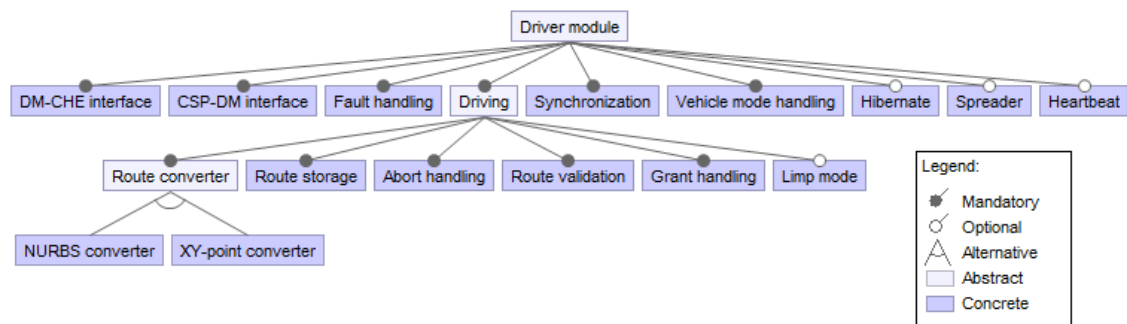 Driver module
DM-CHE interface
CSP-DM interface
Fault handling
Driving
Synchronization
Vehicle mode handling
Hibernate
Spreader
Heartbeat
Route converter
Route storage
Abort handling
Route validation
Grant handling
Limp mode
NURBS converter
XY-point converter
Legend:
Mandatory
Optional
Alternative
Abstract
Concrete